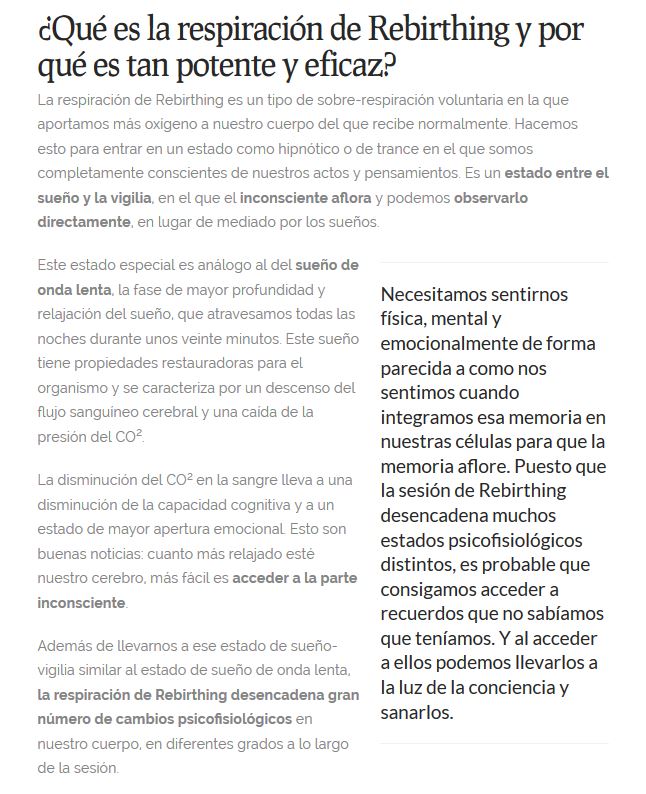 ¿Qué es la respiración de Rebirthing y por
qué es tan potente y eficaz?
La respiración de Rebirthing es un tipo de sobre-respiración voluntaria en la que
aportamos más oxígeno a nuestro cuerpo del que recibe normalmente. Hacemos
esto para entrar en un estado como hipnótico o de trance en el que somos
completamente conscientes de nuestros actos y pensamientos. Es un estado entre el
sueño y la vigilia, en el que el inconsciente aflora y podemos observarlo
directamente, en lugar de mediado por los sueños.
Este estado especial es análogo al del sueño de
onda lenta, la fase de mayor profundidad y
relajación del sueño, que atravesamos todas las
noches durante unos veinte minutos. Este sueño
tiene propiedades restauradoras para el
organismo y se caracteriza por un descenso del
flujo sanguíneo cerebral y una caída de la
presión del CO².
La disminución del CO² en la sangre lleva a una
disminución de la capacidad cognitiva y a un
estado de mayor apertura emocional. Esto son
buenas noticias: cuanto más relajado esté
nuestro cerebro, más fácil es acceder a la parte
inconsciente.
Además de llevarnos a ese estado de sueño-
vigilia similar al estado de sueño de onda lenta,
la respiración de Rebirthing desencadena gran
número de cambios psicofisiológicos en
nuestro cuerpo, en diferentes grados a lo largo
de la sesión.
Necesitamos sentirnos
física, mental y
emocionalmente de forma
parecida a como nos
sentimos cuando
integramos esa memoria en
nuestras células para que la
memoria aflore. Puesto que
la sesión de Rebirthing
desencadena muchos
estados psicofisiológicos
distintos, es probable que
consigamos acceder a
recuerdos que no sabíamos
que teníamos. Y al acceder
a ellos podemos llevarlos a
la luz de la conciencia y
sanarlos.